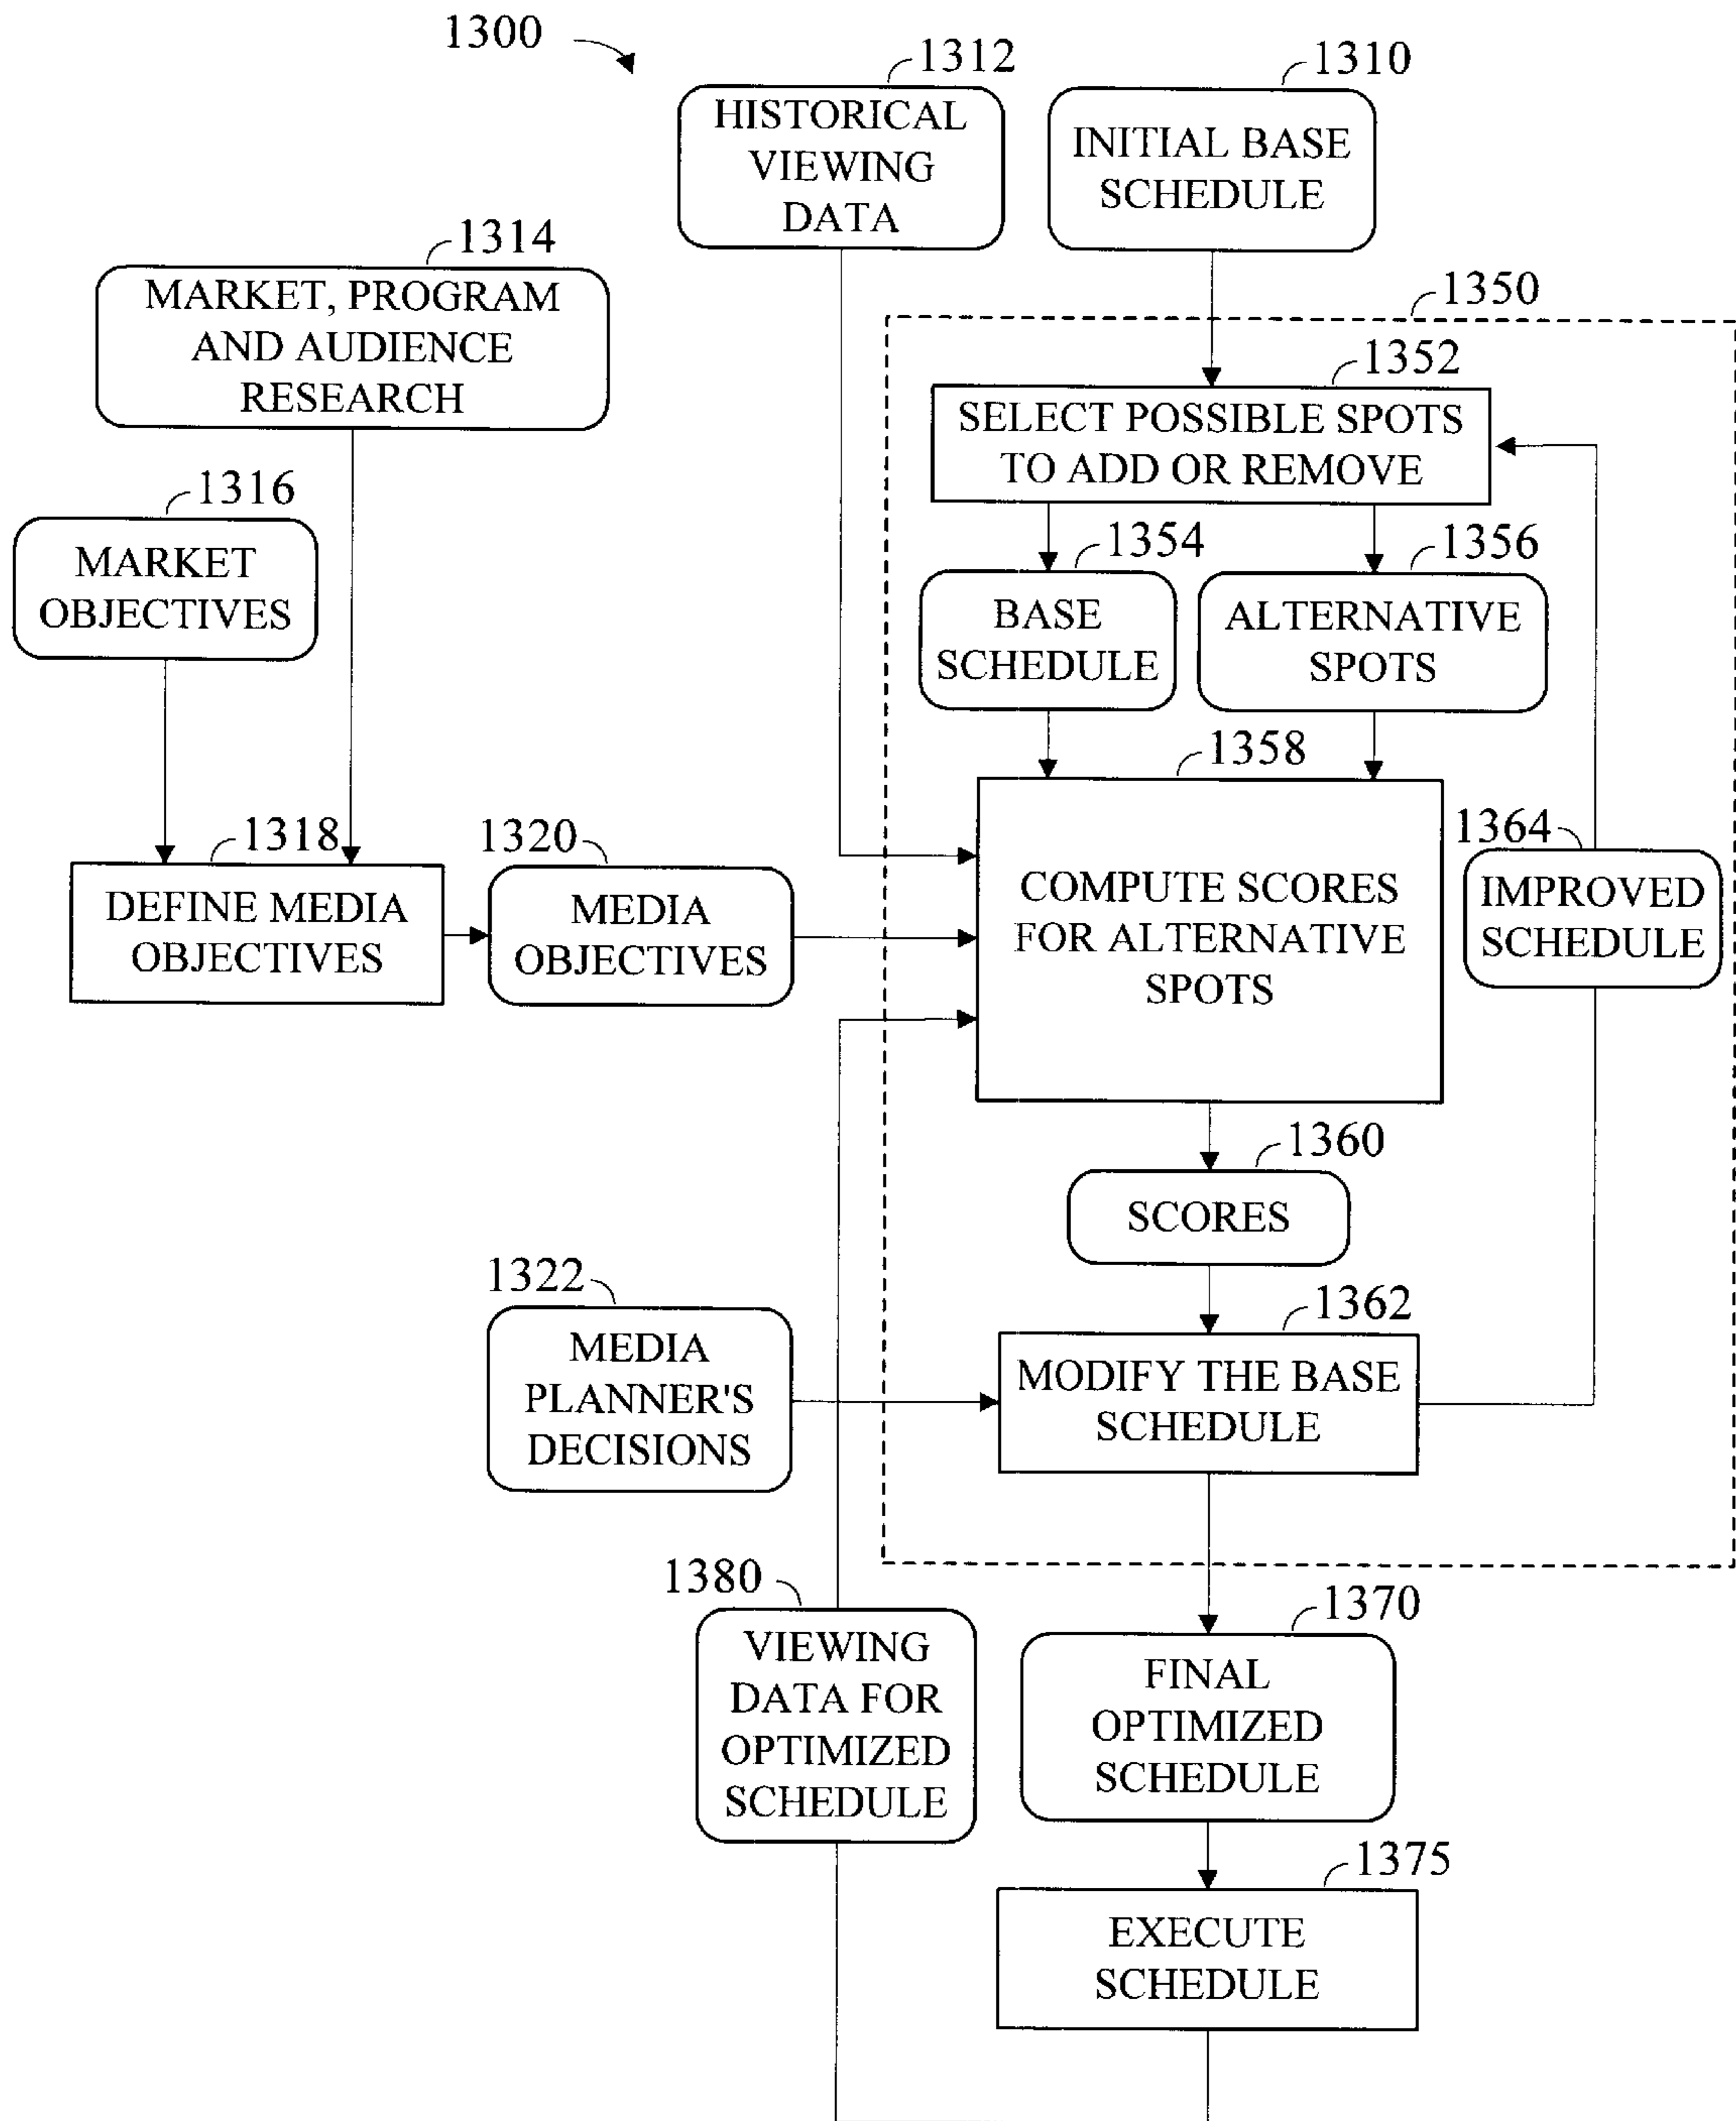 1300
1312
1310
HISTORICAL
VIEWING
DATA
INITIAL BASE
SCHEDULE
1314
MARKET, PROGRAM
AND AUDIENCE
RESEARCH
1350
1352
SELECT POSSIBLE SPOTS
TO ADD OR REMOVE
1316
MARKET
OBJECTIVES
1354
BASE
SCHEDULE
1356
ALTERNATIVE
SPOTS
1318
DEFINE MEDIA
OBJECTIVES
1320
MEDIA
OBJECTIVES
1358
COMPUTE SCORES
FOR ALTERNATIVE
SPOTS
1364
IMPROVED
SCHEDULE
1360
SCORES
1322
MEDIA
PLANNER'S
DECISIONS
1362
MODIFY THE BASE
SCHEDULE
1380
VIEWING
DATA FOR
OPTIMIZED
SCHEDULE
1370
FINAL
OPTIMIZED
SCHEDULE
1375
EXECUTE
SCHEDULE